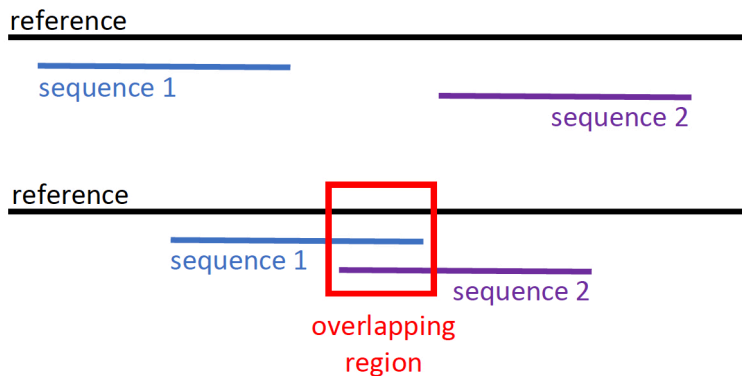 reference
sequence 1
sequence 2
reference
sequence 1
sequence 2
overlapping
region